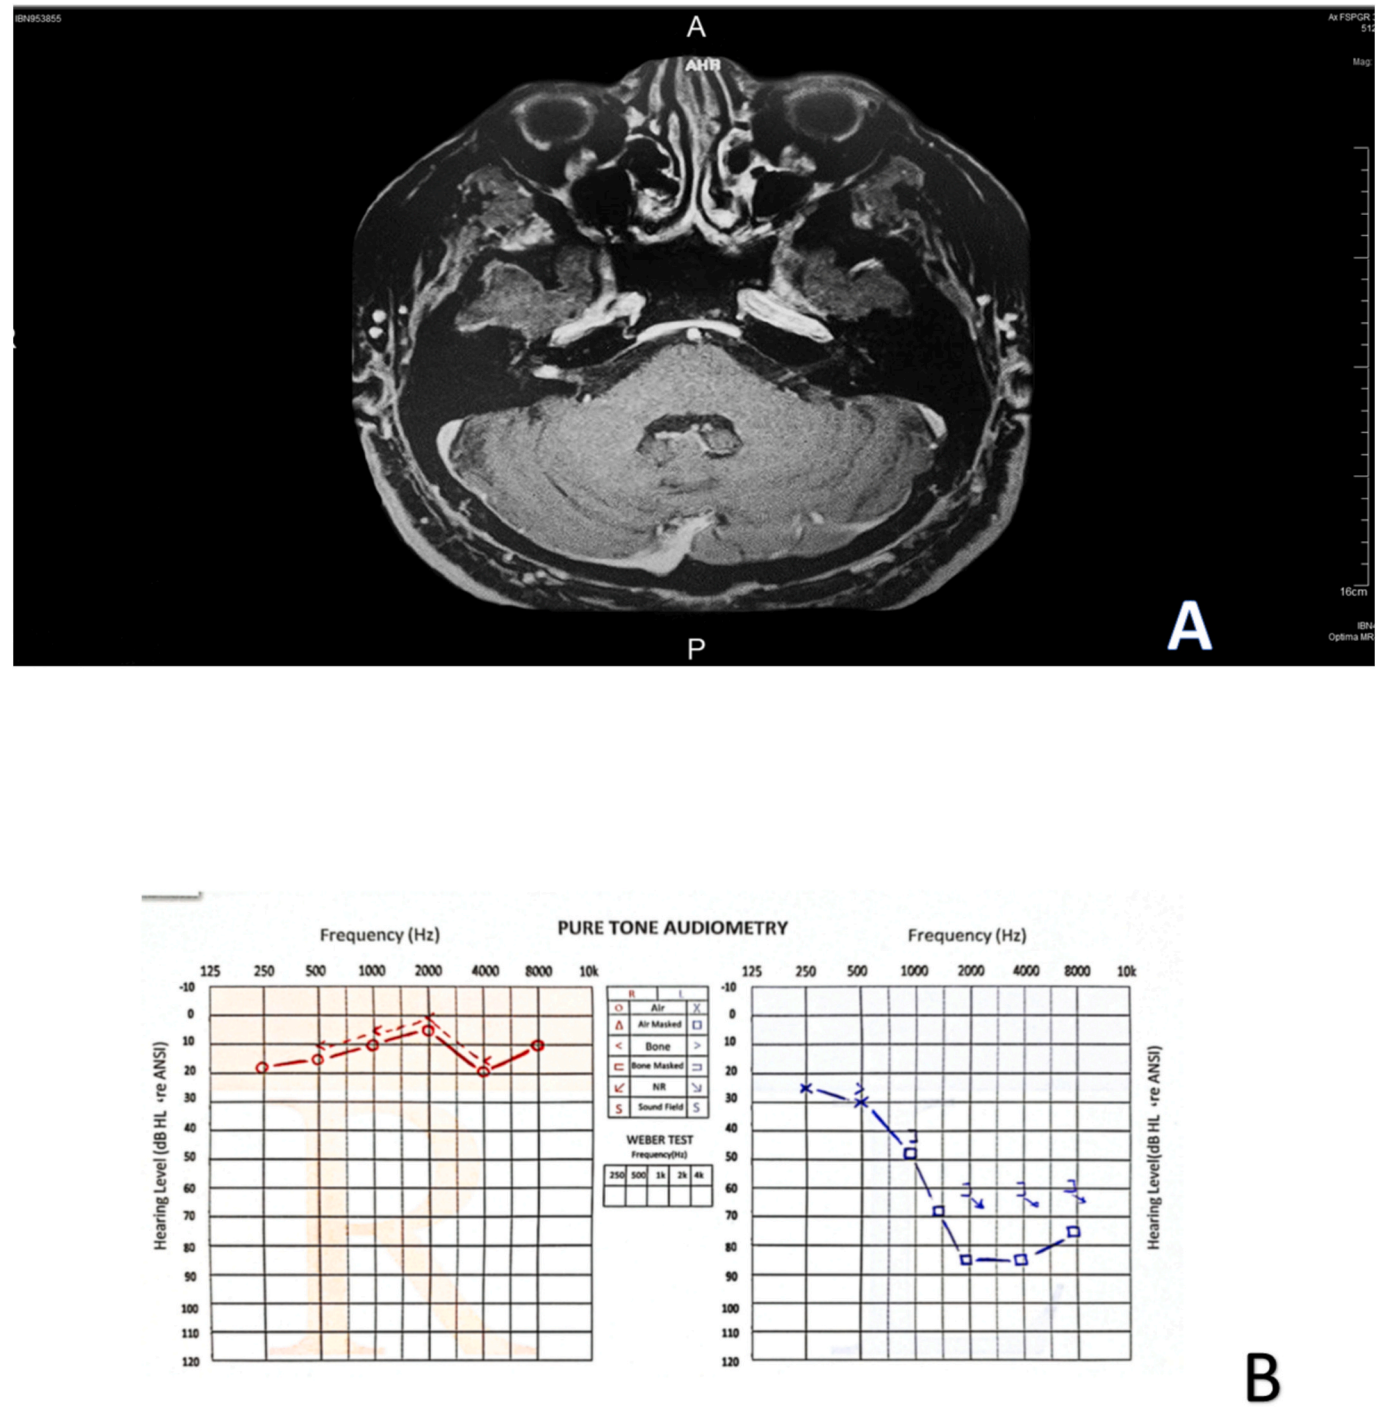 IBN953855
A
Ax FSPGR
512
Mag:
AHR
16cm
IBN
Optima MR
P
A
PURE TONE AUDIOMETRY
Frequency (Hz)
Frequency (Hz)
125 250 500 1000 2000 4000 8000 10k
125 250 500 1000 2000 4000 8000 10k
Hearing Level (dB HL ·re ANSI)
-10
0
10
20
30
40
50
60
70
80
90
100
110
120
R
R L
O Air X
Δ Air Masked □
< Bone >
⊏ Bone Masked ⊐
↙ NR ↘
S Sound Field S
WEBER TEST
Frequency(Hz)
250 500 1k 2k 4k
-10
0
10
20
30
40
50
60
70
80
90
100
110
120
Hearing Level(dB HL ·re ANSI)
B